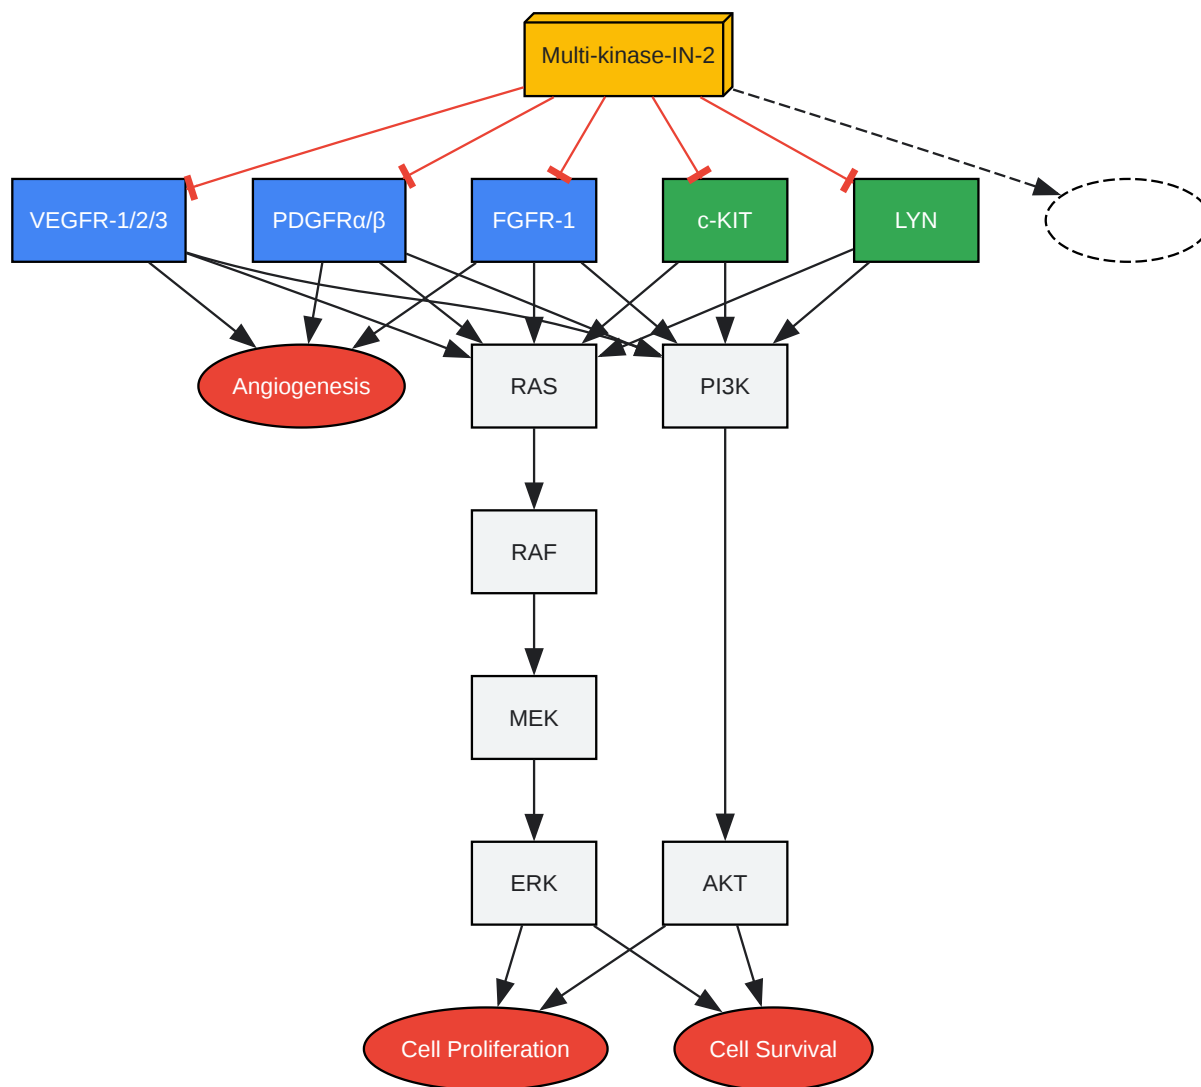 Multi-kinase-IN-2
VEGFR-1/2/3
PDGFRα/β
FGFR-1
c-KIT
LYN
Angiogenesis
RAS
PI3K
RAF
MEK
ERK
AKT
Cell Proliferation
Cell Survival